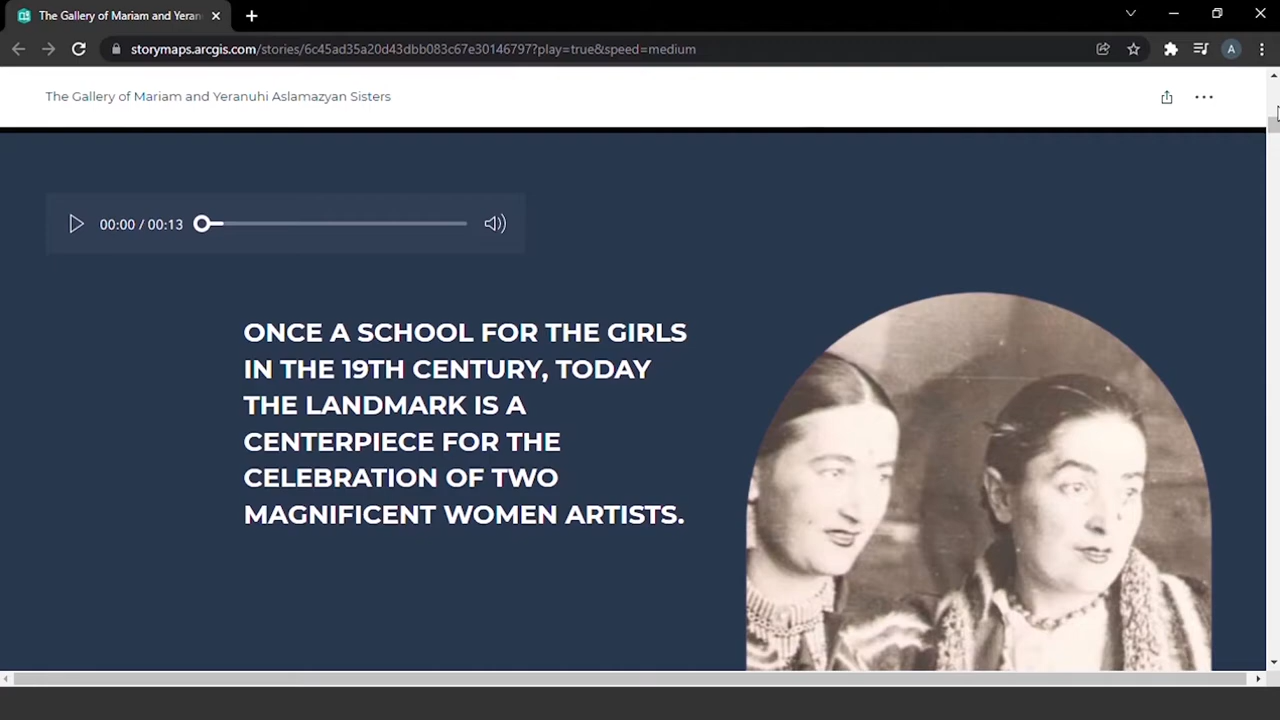 The Gallery of Mariam and Yeran
storymaps.arcgis.com/stories/6c45ad35a20d43dbb083c67e30146797?play=true&speed=medium
A
The Gallery of Mariam and Yeranuhi Aslamazyan Sisters
00:00 / 00:13
ONCE A SCHOOL FOR THE GIRLS
IN THE 19TH CENTURY, TODAY
THE LANDMARK IS A
CENTERPIECE FOR THE
CELEBRATION OF TWO
MAGNIFICENT WOMEN ARTISTS.